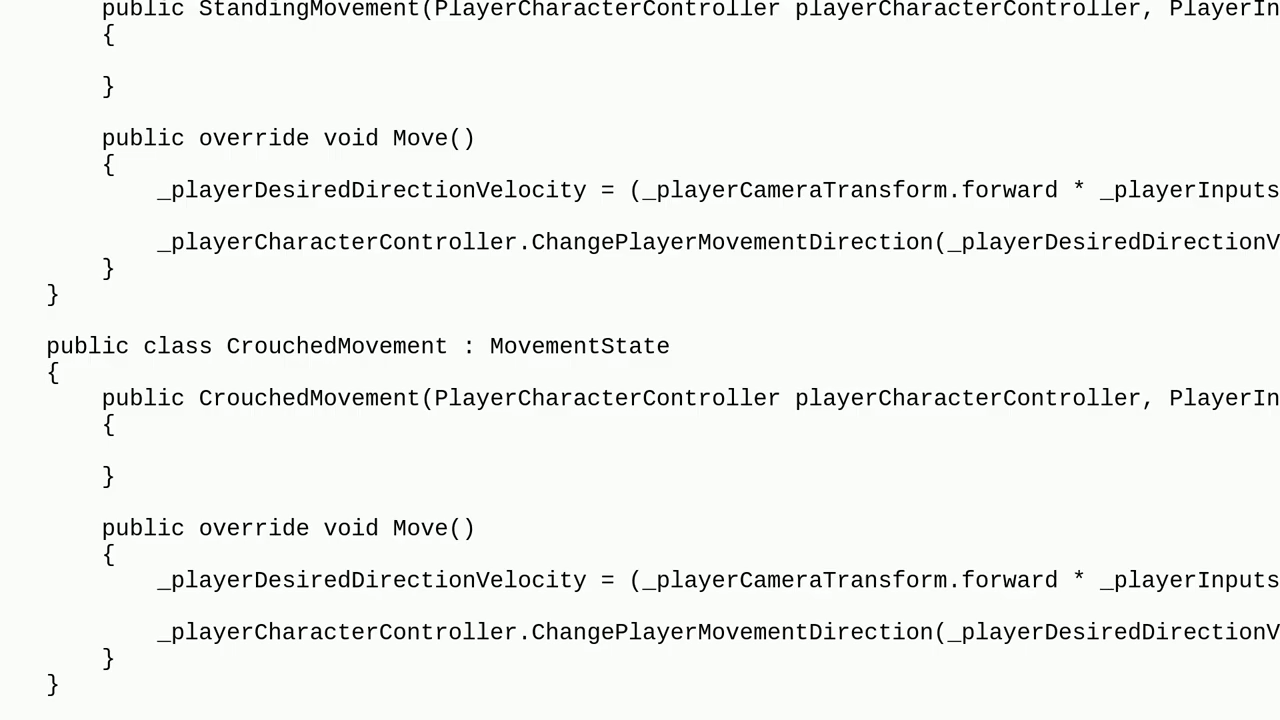 public StandingMovement(PlayerCharacterController playerCharacterController, PlayerIn
{
}
public override void Move()
{
_playerDesiredDirectionVelocity = (_playerCameraTransform.forward * _playerInputs
_playerCharacterController.ChangePlayerMovementDirection(_playerDesiredDirectionV
}
}
public class CrouchedMovement : MovementState
{
public CrouchedMovement(PlayerCharacterController playerCharacterController, PlayerIn
{
}
public override void Move()
{
_playerDesiredDirectionVelocity = (_playerCameraTransform.forward * _playerInputs
_playerCharacterController.ChangePlayerMovementDirection(_playerDesiredDirectionV
}
}